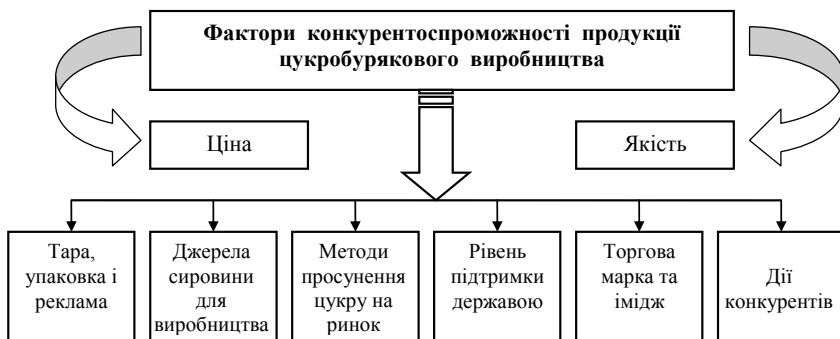 Фактори конкурентоспроможності продукції
цукробурякового виробництва
Ціна
Якість
Тара,
упаковка і
реклама
Джерела
сировини
для
виробництва
Методи
просунення
цукру на
ринок
Рівень
підтримки
державою
Торгова
марка та
імідж
Дії
конкурентів